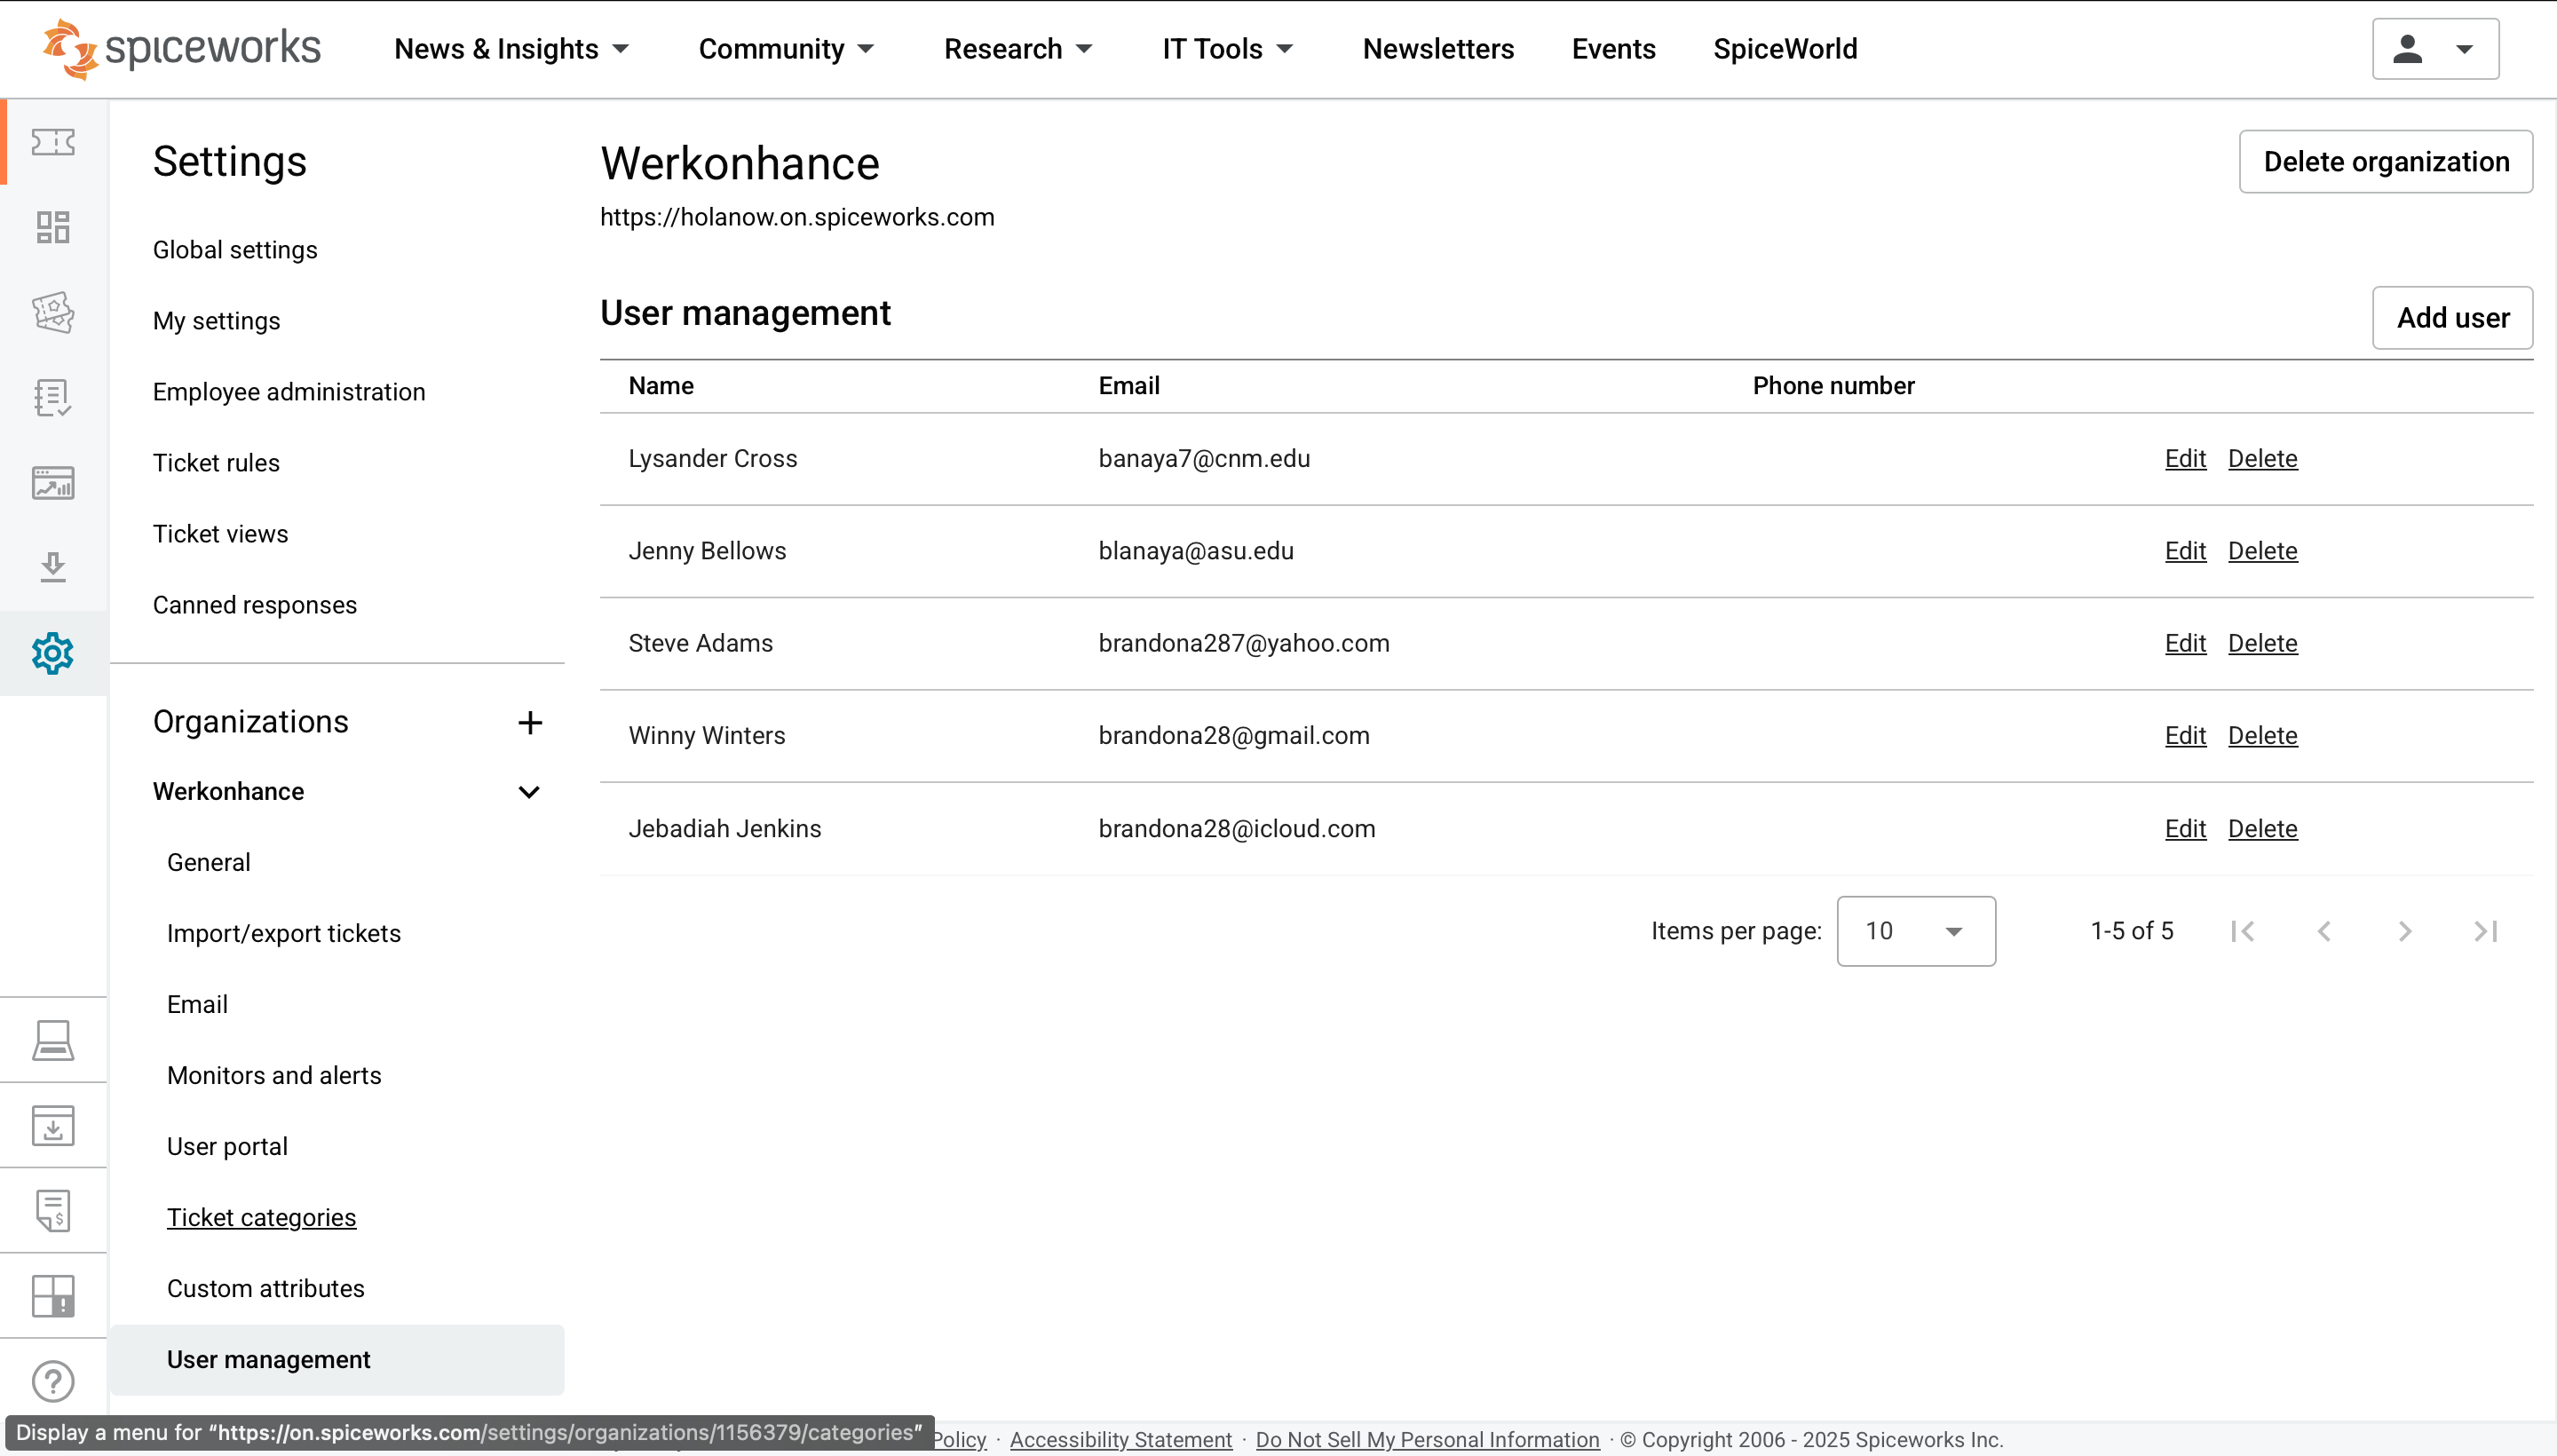 spiceworks
News & Insights Community Research IT Tools Newsletters Events SpiceWorld
Settings
Global settings
My settings
Employee administration
Ticket rules
Ticket views
Canned responses
Organizations
Werkonhance
General
Import/export tickets
Email
Monitors and alerts
User portal
Ticket categories
Custom attributes
User management
Werkonhance
Delete organization
https://holanow.on.spiceworks.com
User management
Add user
Name Email Phone number
Lysander Cross banaya7@cnm.edu Edit Delete
Jenny Bellows blanaya@asu.edu Edit Delete
Steve Adams brandona287@yahoo.com Edit Delete
Winny Winters brandona28@gmail.com Edit Delete
Jebadiah Jenkins brandona28@icloud.com Edit Delete
Items per page: 10 1-5 of 5
Display a menu for “https://on.spiceworks.com/settings/organizations/1156379/categories”
Policy · Accessibility Statement · Do Not Sell My Personal Information · © Copyright 2006 - 2025 Spiceworks Inc.